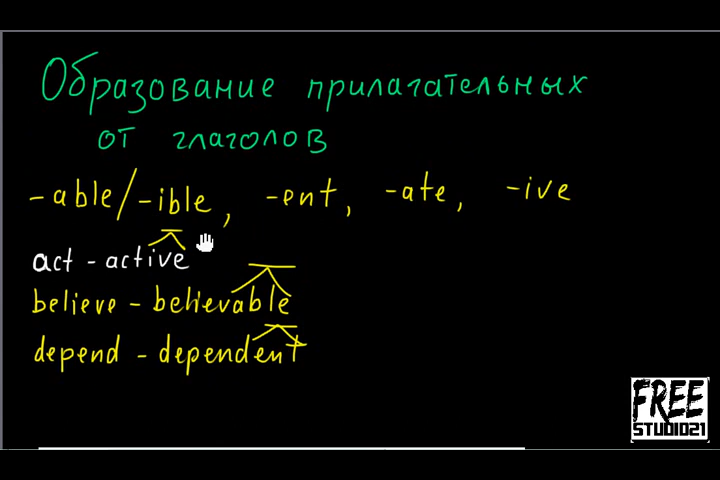 Образование прилагательных
от глаголов
-able/-ible, -ent, -ate, -ive
act - active
believe - believable
depend - dependent
FREE
STUDIO21